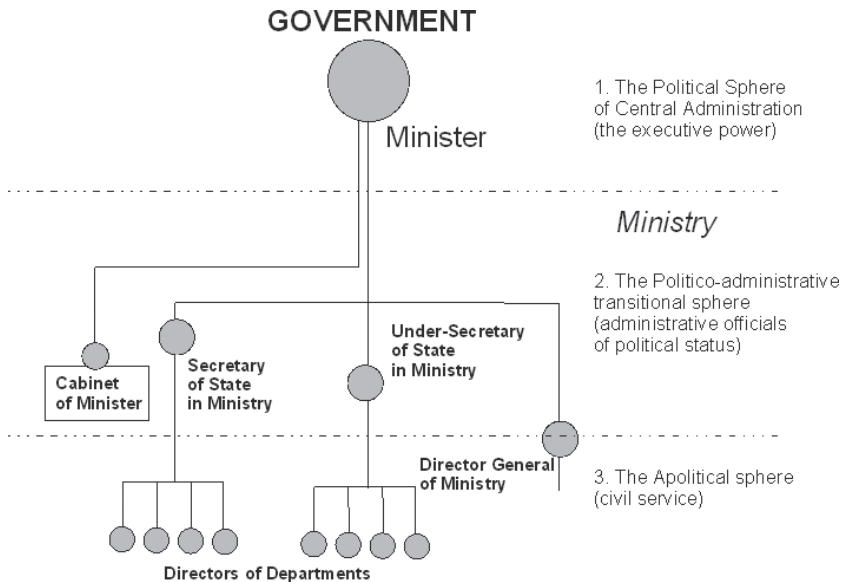 GOVERNMENT
Minister
1. The Political Sphere
of Central Administration
(the executive power)
Ministry
2. The Politico-administrative
transitional sphere
(administrative officials
of political status)
Cabinet
of Minister
Secretary
of State
in Ministry
Under-Secretary
of State
in Ministry
Director General
of Ministry
3. The Apolitical sphere
(civil service)
Directors of Departments